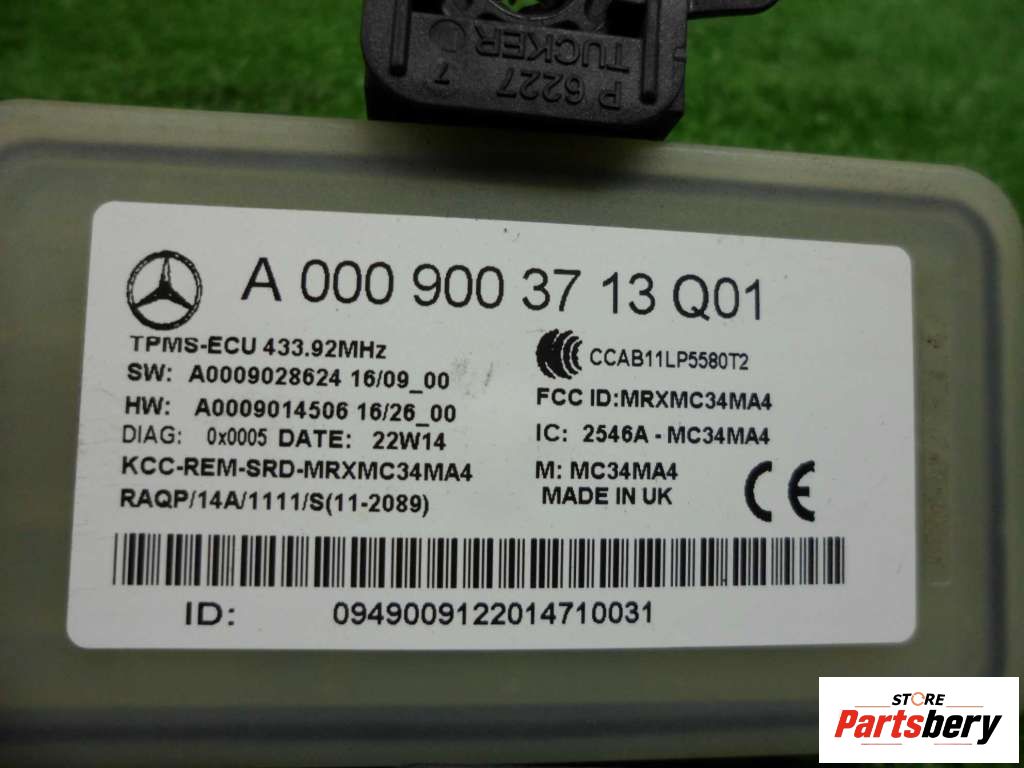 P 6227 7
TUCKER
A 000 900 37 13 Q01
TPMS-ECU 433.92MHz
SW: A0009028624 16/09_00
HW: A0009014506 16/26_00
DIAG: 0x0005 DATE: 22W14
KCC-REM-SRD-MRXMC34MA4
RAQP/14A/1111/S(11-2089)
CCAB11LP5580T2
FCC ID:MRXMC34MA4
IC: 2546A - MC34MA4
M: MC34MA4
MADE IN UK
CE
ID: 0949009122014710031
STORE
Partsbery